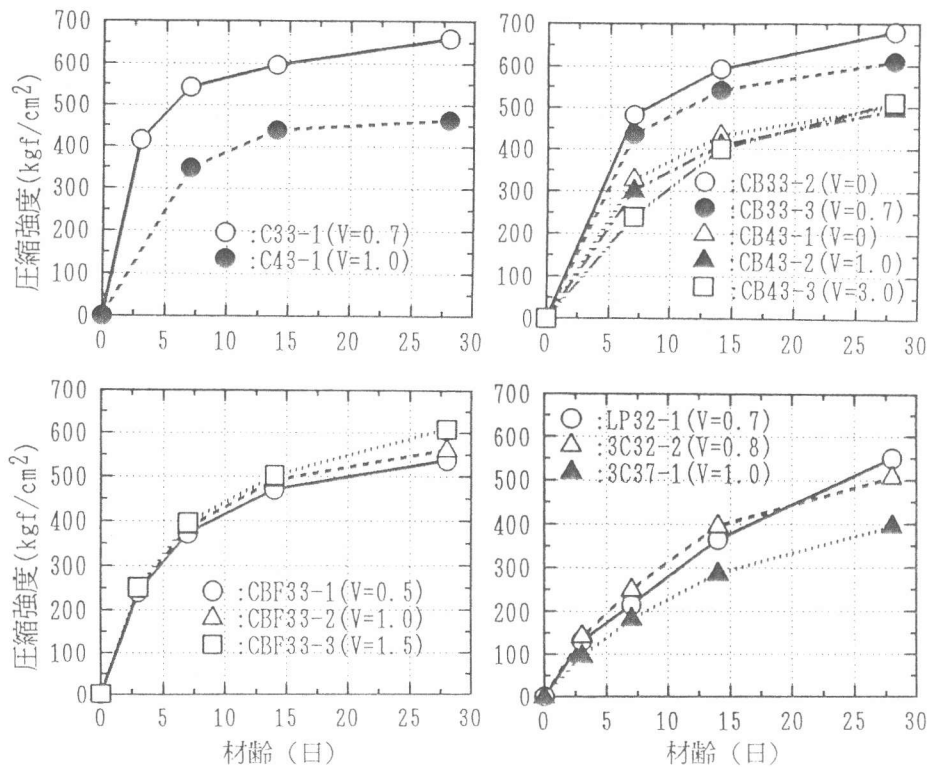 圧縮強度(kgf/cm²)
700
600
500
400
300
200
100
0
0 5 10 15 20 25 30
○:C33-1(V=0.7)
●:C43-1(V=1.0)
700
600
500
400
300
200
100
0
0 5 10 15 20 25 30
○:CB33-2(V=0)
●:CB33-3(V=0.7)
△:CB43-1(V=0)
▲:CB43-2(V=1.0)
□:CB43-3(V=3.0)
圧縮強度(kgf/cm²)
700
600
500
400
300
200
100
0
0 5 10 15 20 25 30
○:CBF33-1(V=0.5)
△:CBF33-2(V=1.0)
□:CBF33-3(V=1.5)
材齢(日)
700
600
500
400
300
200
100
0
0 5 10 15 20 25 30
○:LP32-1(V=0.7)
△:3C32-2(V=0.8)
▲:3C37-1(V=1.0)
材齢(日)